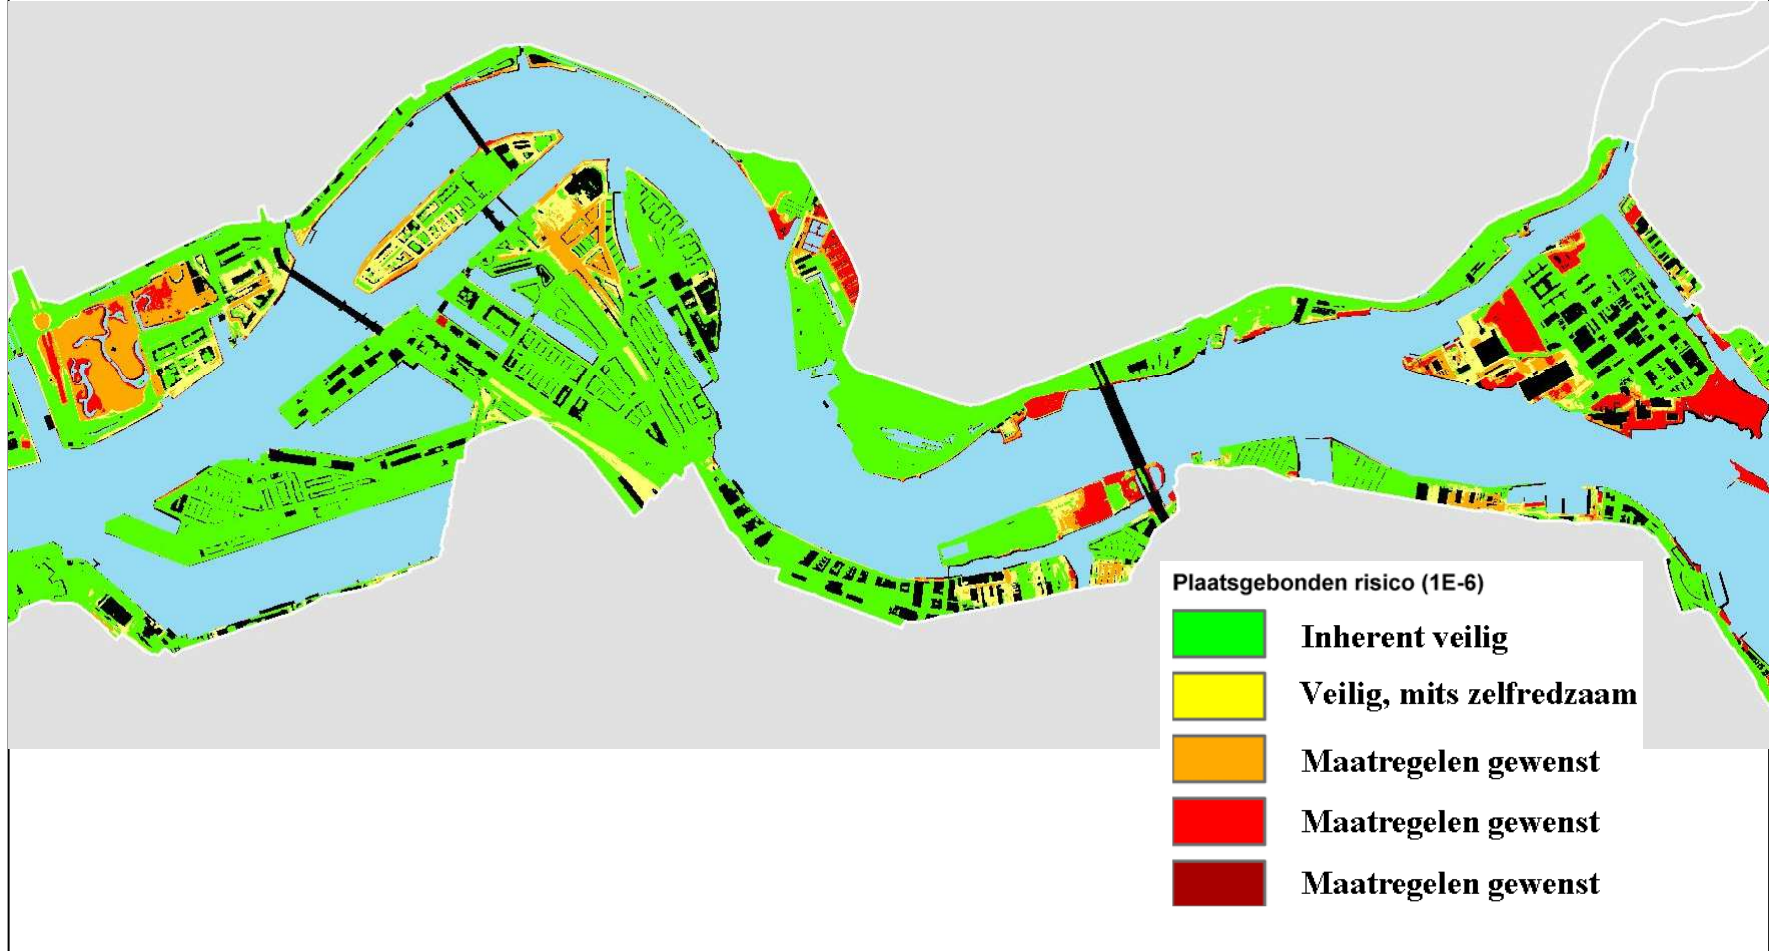 Plaatsgebonden risico (1E-6)
Inherent veilig
Veilig, mits zelfredzaam
Maatregelen gewenst
Maatregelen gewenst
Maatregelen gewenst